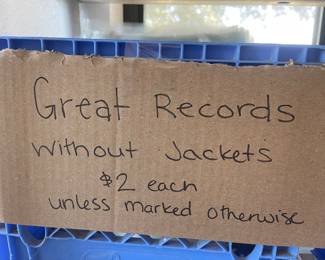 Great Records
without Jackets
$2 each
unless marked otherwise